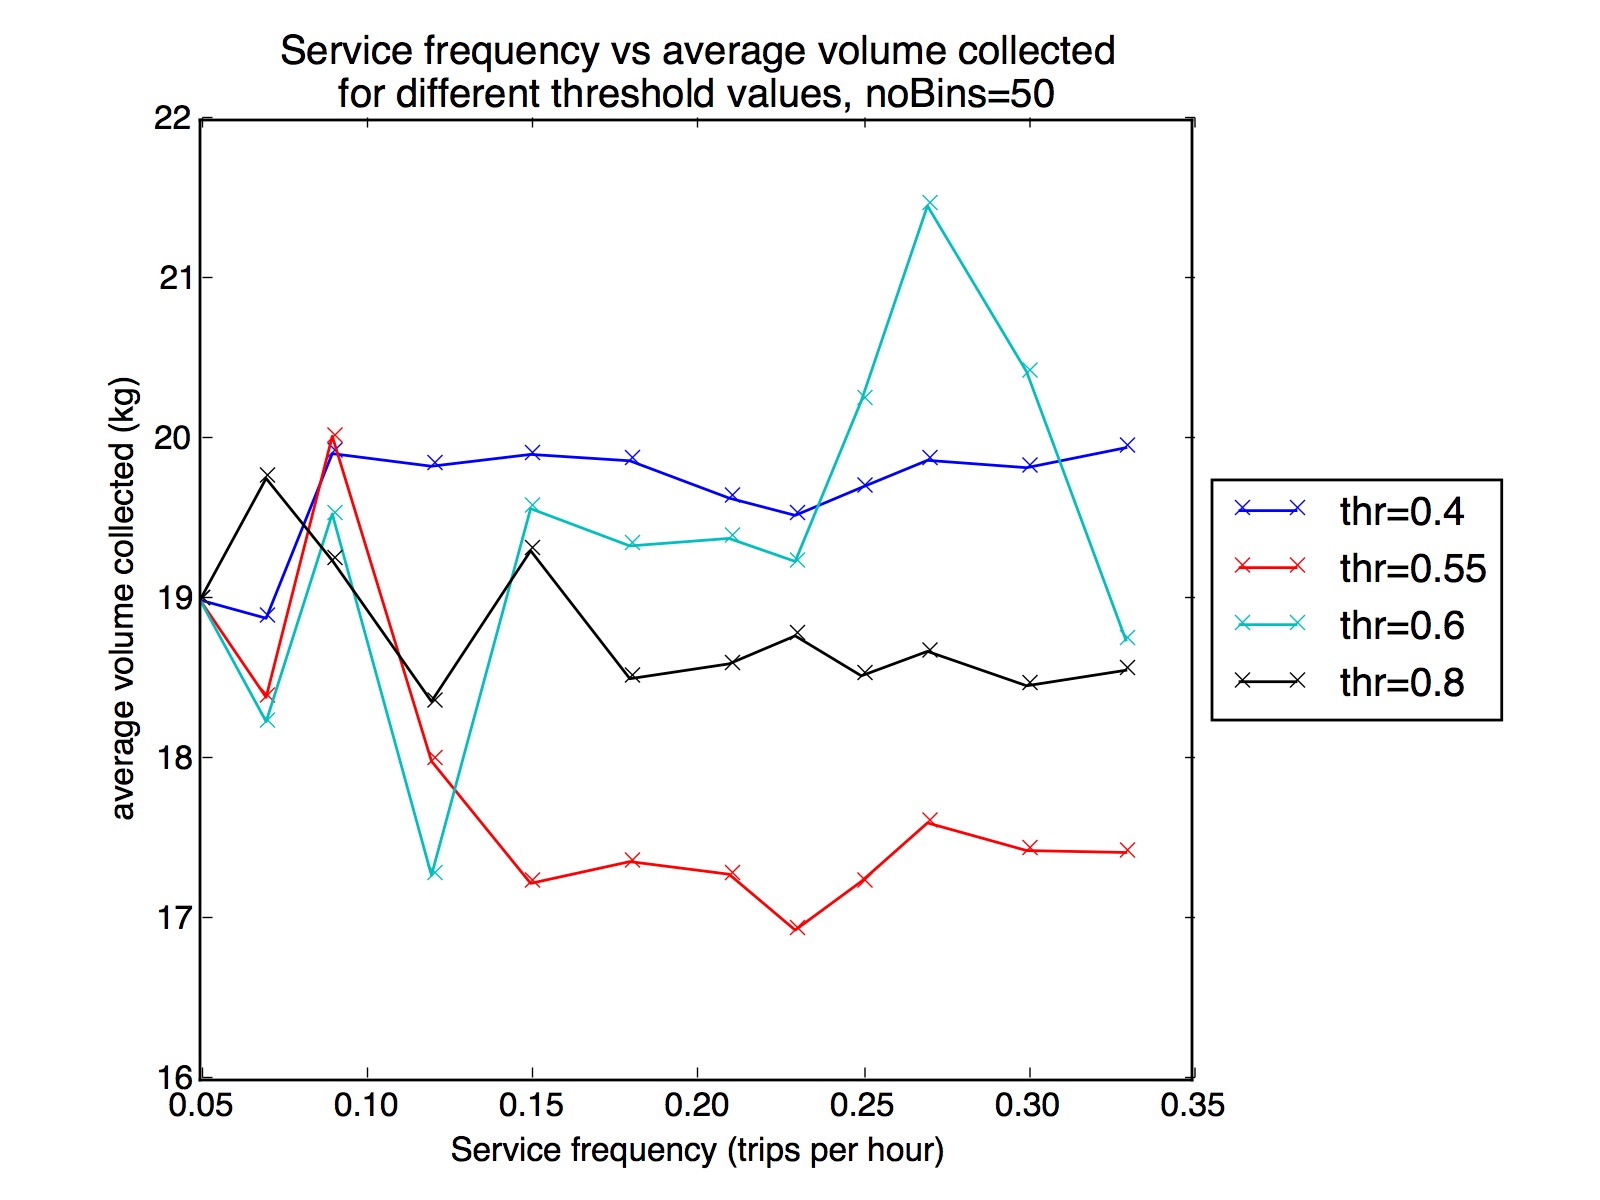 Service frequency vs average volume collected
for different threshold values, noBins=50
22
21
20
19
18
17
16
average volume collected (kg)
0.05 0.10 0.15 0.20 0.25 0.30 0.35
Service frequency (trips per hour)
thr=0.4
thr=0.55
thr=0.6
thr=0.8